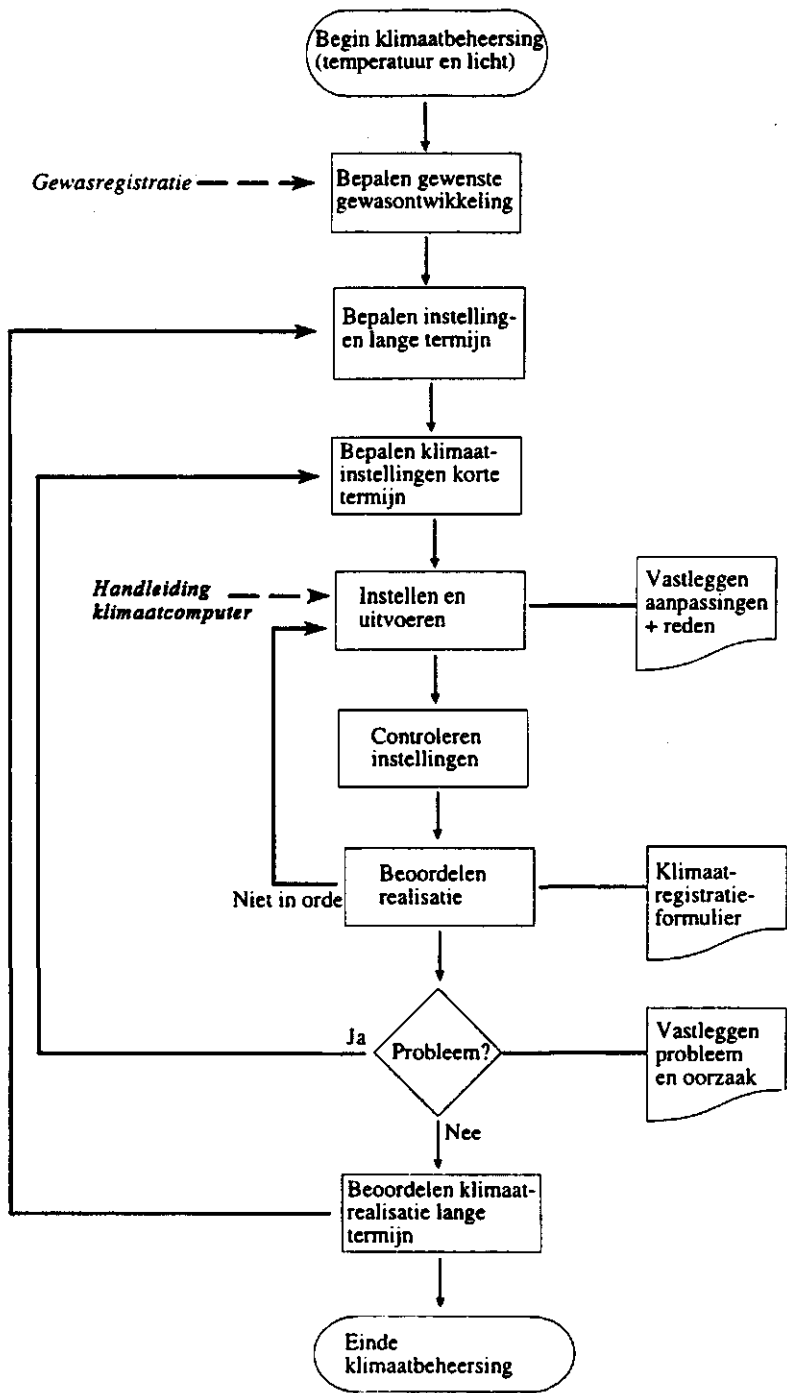 Begin klimaatbeheersing
(temperatuur en licht)
Gewasregistratie
Bepalen gewenste
gewasontwikkeling
Bepalen instelling-
en lange termijn
Bepalen klimaat-
instellingen korte
termijn
Handleiding
klimaatcomputer
Instellen en
uitvoeren
Vastleggen
aanpassingen
+ reden
Controleren
instellingen
Beoordelen
realisatie
Niet in orde
Klimaat-
registratie-
formulier
Ja
Probleem?
Vastleggen
probleem
en oorzaak
Nee
Beoordelen klimaat-
realisatie lange
termijn
Einde
klimaatbeheersing